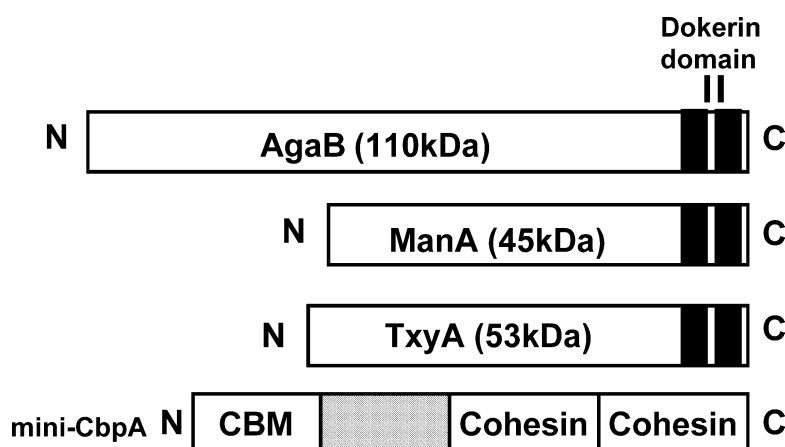 Dokerin
domain
N AgaB (110kDa) C
N ManA (45kDa) C
N TxyA (53kDa) C
mini-CbpA N CBM Cohesin Cohesin C